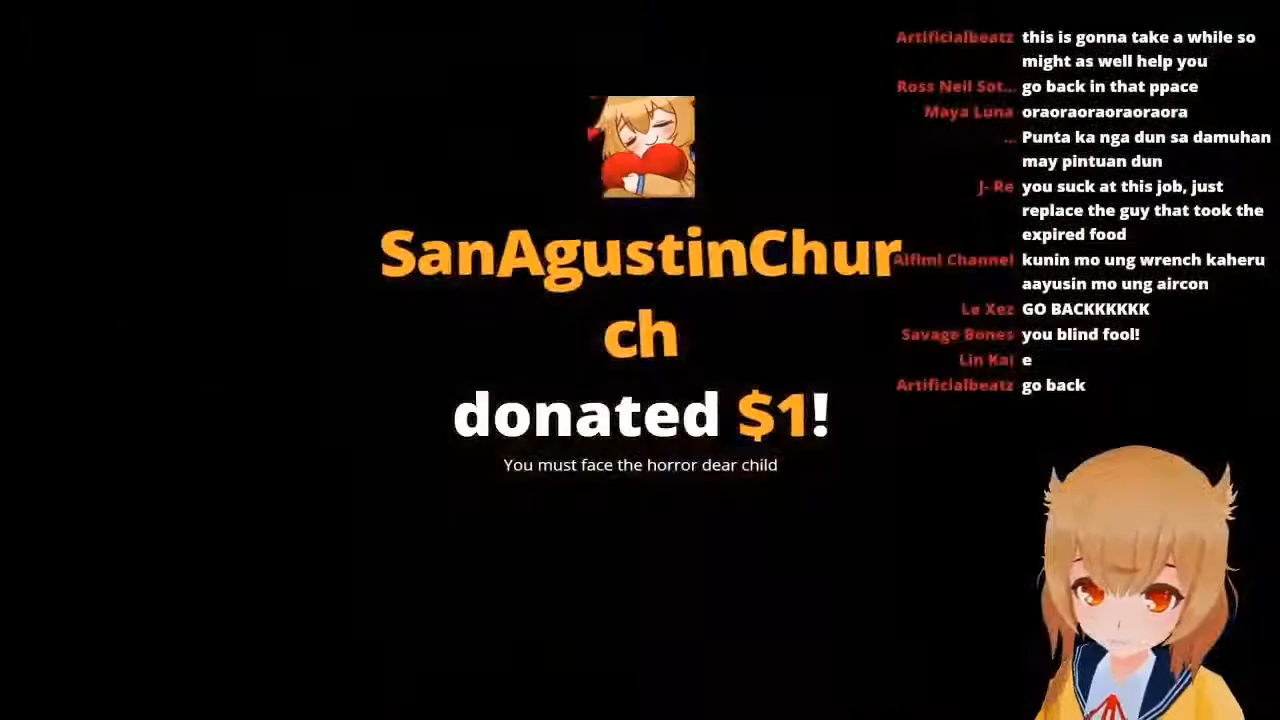 SanAgustinChur
ch
donated $1!
You must face the horror dear child
Artificialbeatz this is gonna take a while so
might as well help you
Ross Neil Sot... go back in that ppace
Maya Luna oraoraoraoraoraora
... Punta ka nga dun sa damuhan
may pintuan dun
J- Re you suck at this job, just
replace the guy that took the
expired food
Channel kunin mo ung wrench kaheru
aayusin mo ung aircon
Le Xez GO BACKKKKKK
Savage Bones you blind fool!
Lin Kai e
Artificialbeatz go back